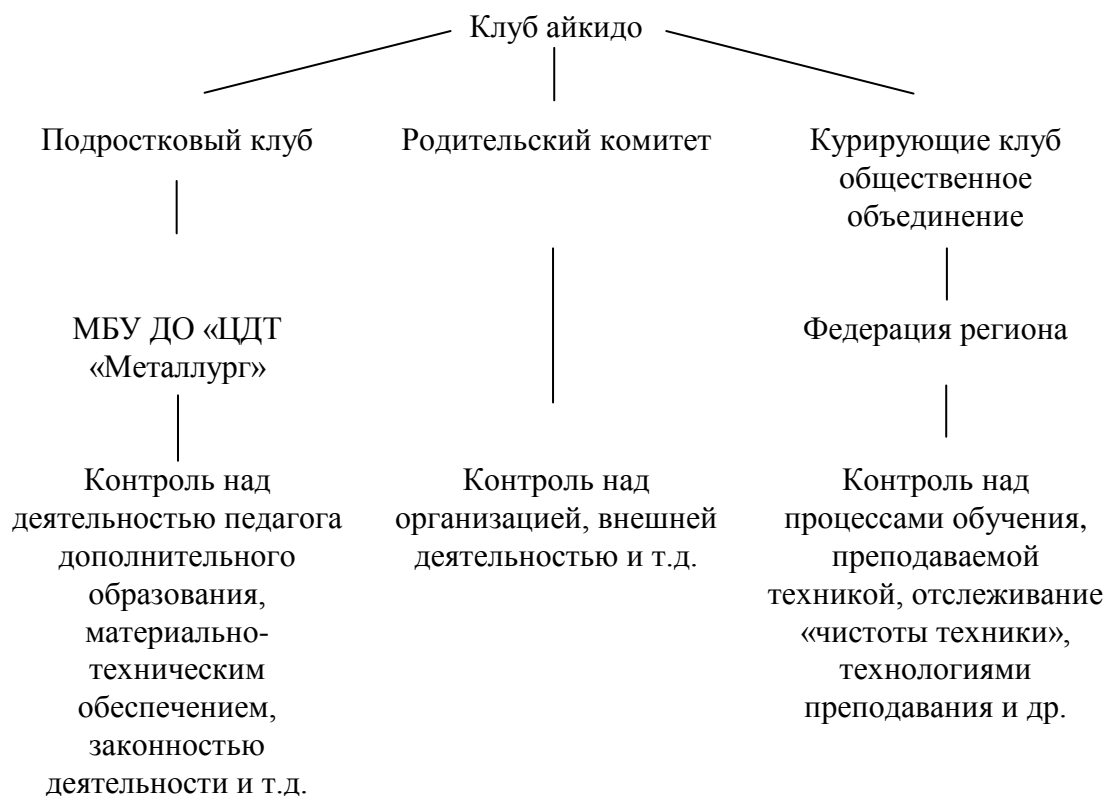 Клуб айкидо
Подростковый клуб
Родительский комитет
Курирующие клуб
общественное
объединение
МБУ ДО «ЦДТ
«Металлург»
Федерация региона
Контроль над
деятельностью педагога
дополнительного
образования,
материально-
техническим
обеспечением,
законностью
деятельности и т.д.
Контроль над
организацией, внешней
деятельностью и т.д.
Контроль над
процессами обучения,
преподаваемой
техникой, отслеживание
«чистоты техники»,
технологиями
преподавания и др.